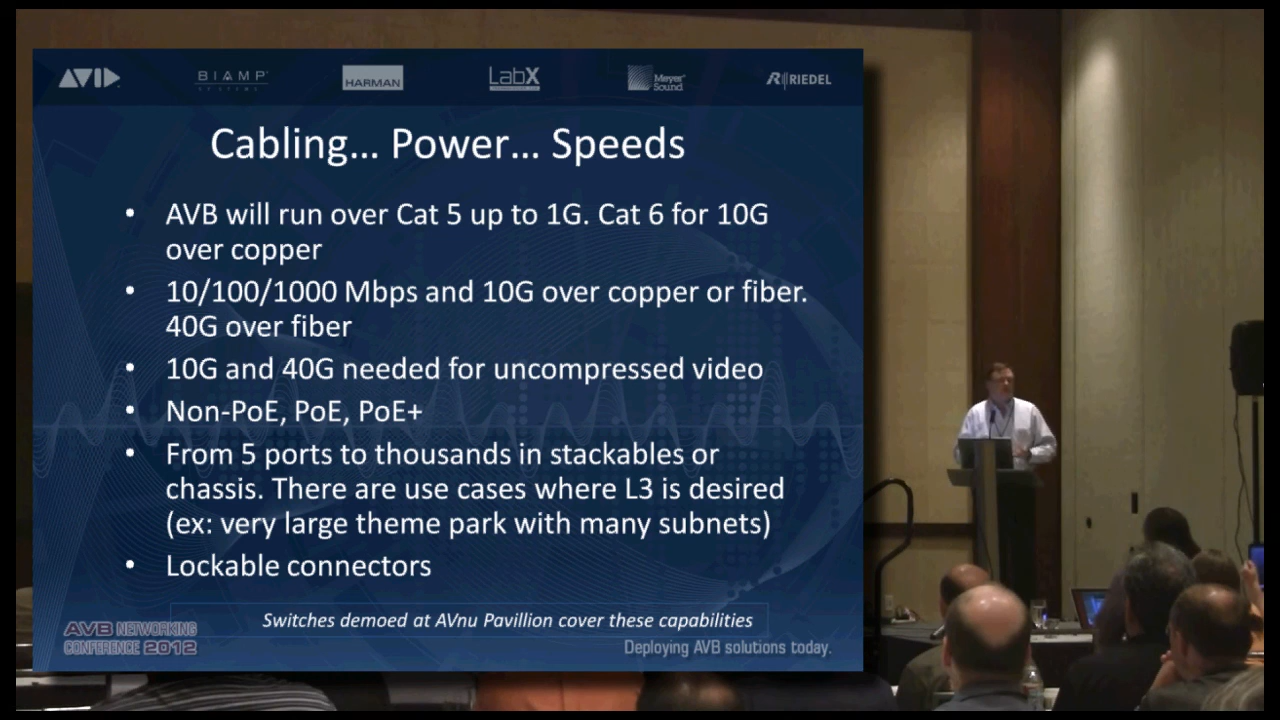 AVID
BIAMP SYSTEMS
HARMAN
LabX
Meyer Sound
RIEDEL
Cabling... Power... Speeds
• AVB will run over Cat 5 up to 1G. Cat 6 for 10G
over copper
• 10/100/1000 Mbps and 10G over copper or fiber.
40G over fiber
• 10G and 40G needed for uncompressed video
• Non-PoE, PoE, PoE+
• From 5 ports to thousands in stackables or
chassis. There are use cases where L3 is desired
(ex: very large theme park with many subnets)
• Lockable connectors
Switches demoed at AVnu Pavillion cover these capabilities
AVB NETWORKING
CONFERENCE 2012
Deploying AVB solutions today.